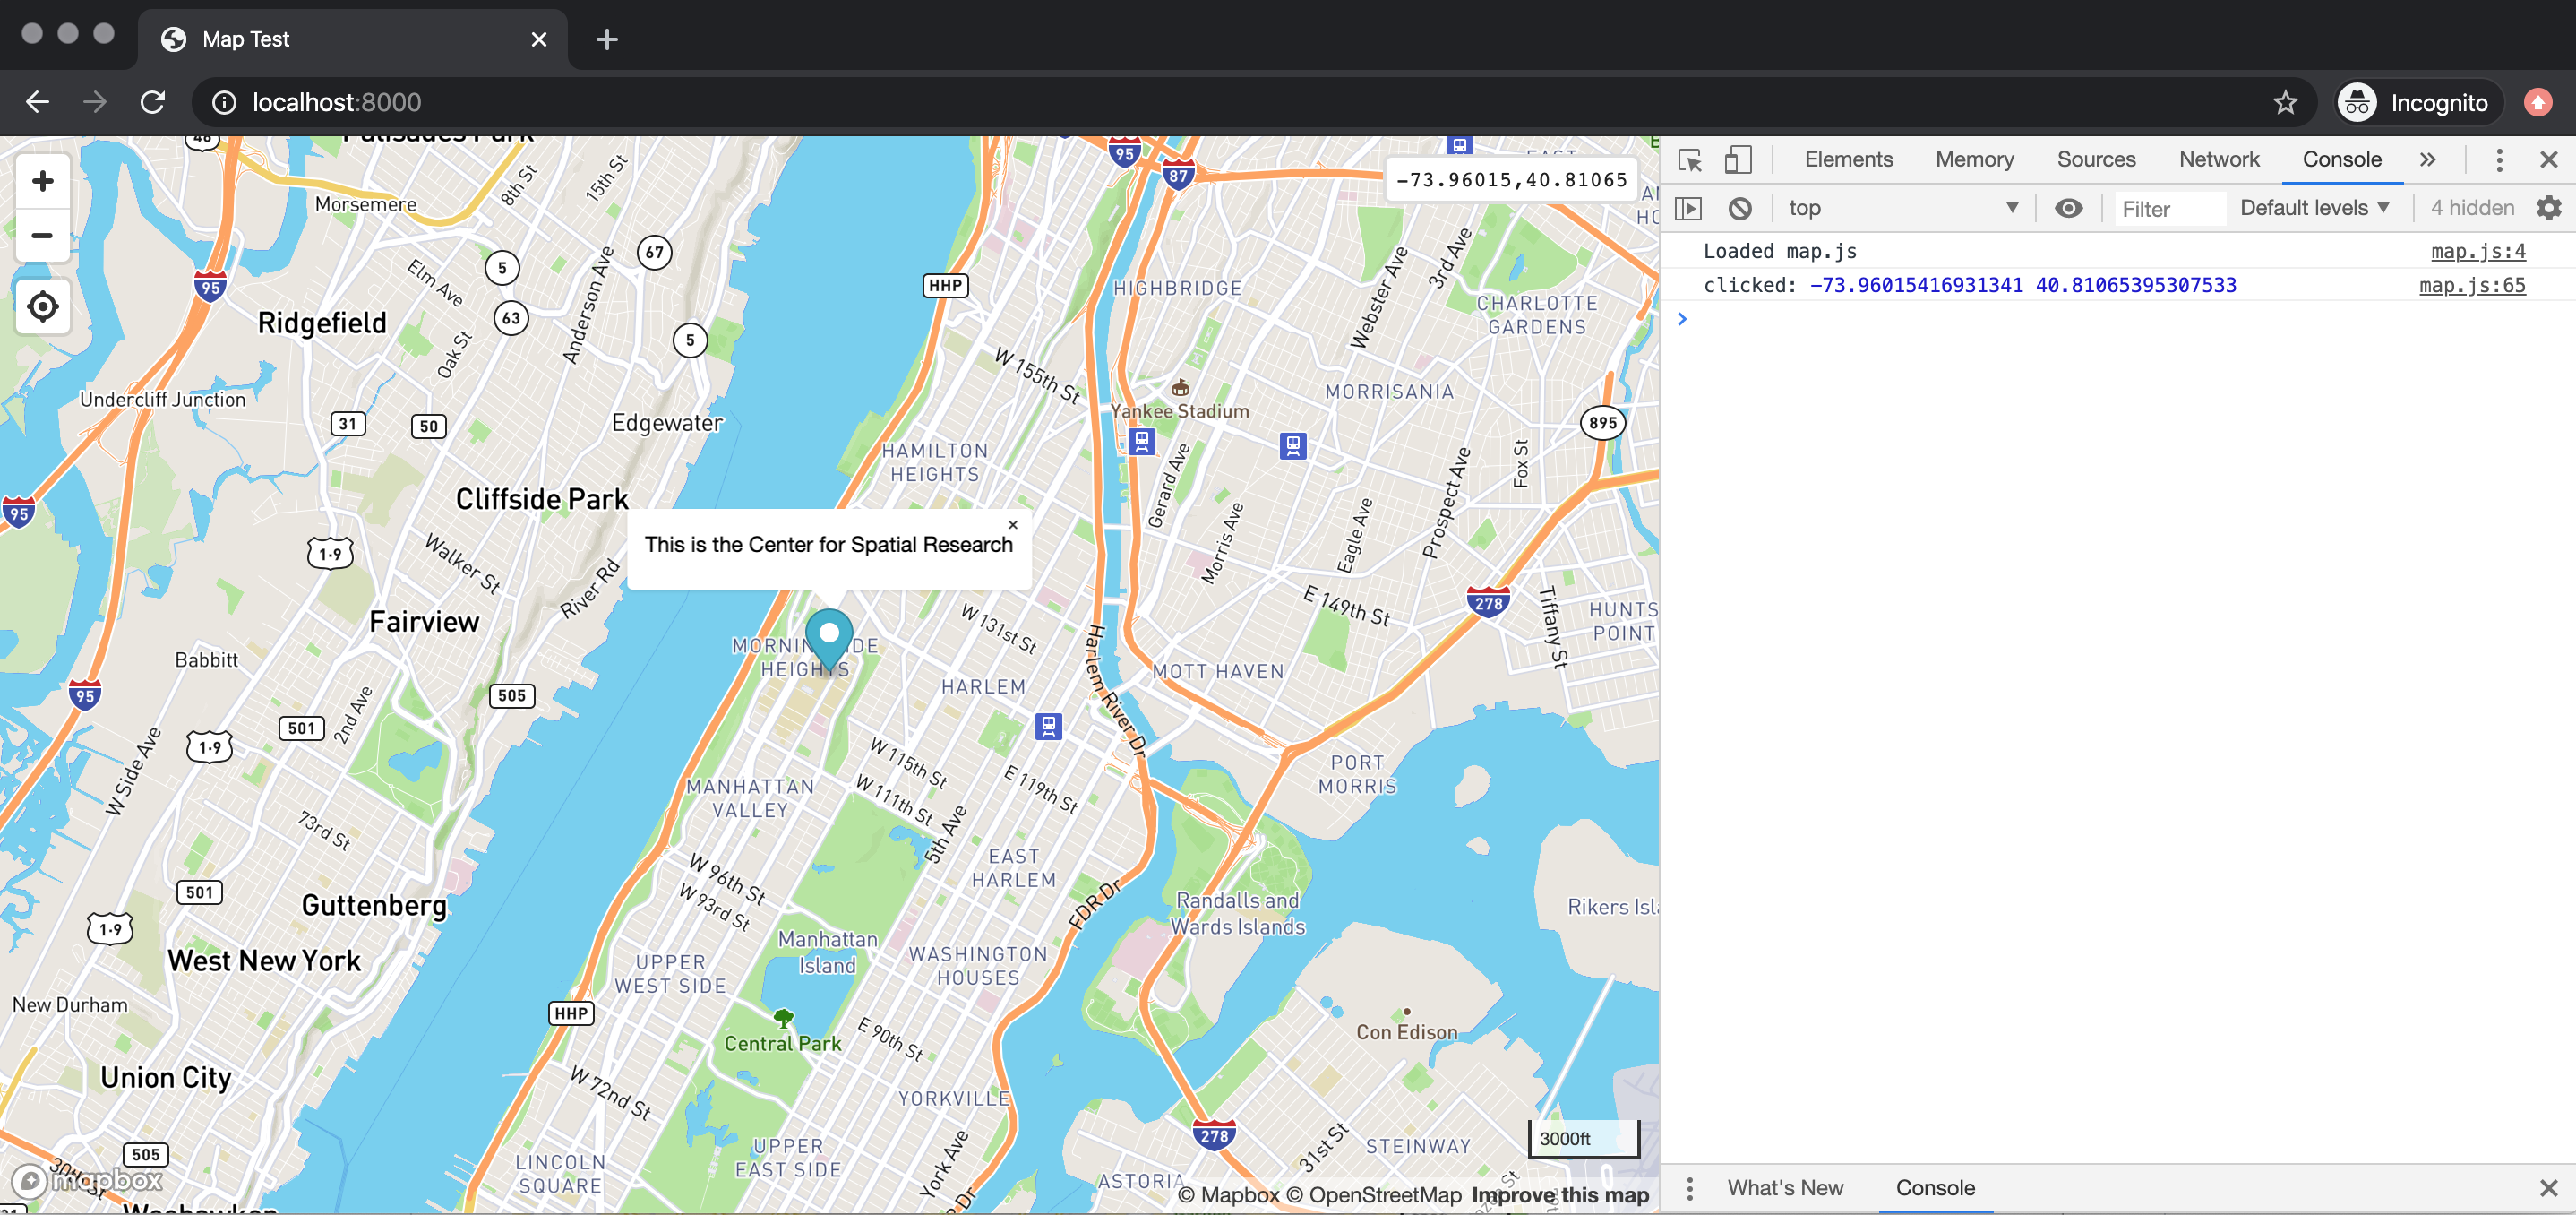 Map Test
localhost:8000
Incognito
Palisades Park
46
95
87
-73.96015,40.81065
+
8th St
15th St
Morsemere
67
5
Elm Ave
Anderson Ave
HHP
HIGHBRIDGE
Webster Ave
3rd Ave
CHARLOTTE
GARDENS
95
63
Ridgefield
Oak St
5
W 155th St
MORRISANIA
Undercliff Junction
Yankee Stadium
31
50
Edgewater
895
HAMILTON
HEIGHTS
Gerard Ave
Fox St
Prospect Ave
Cliffside Park
95
Morris Ave
Eagle Ave
This is the Center for Spatial Research
1·9
Walker St
River Rd
E 149th St
278
Tiffany St
HUNTS
POINT
Fairview
W 131st St
Harlem River Dr
MORNINGSIDE
HEIGHTS
Babbitt
HARLEM
MOTT HAVEN
95
505
2nd Ave
501
1·9
W Side Ave
W 115th St
E 119th St
PORT
MORRIS
MANHATTAN
VALLEY
W 111th St
73rd St
5th Ave
W 96th St
EAST
HARLEM
501
W 93rd St
FDR Dr
Guttenberg
Randalls and
Wards Islands
Rikers Isl
1·9
Manhattan
Island
West New York
UPPER
WEST SIDE
WASHINGTON
HOUSES
New Durham
HHP
Central Park
E 90th St
Con Edison
Union City
W 72nd St
YORKVILLE
278
3000ft
505
UPPER
EAST SIDE
31st St
STEINWAY
LINCOLN
SQUARE
York Ave
ASTORIA
30th St
mapbox
Weehawken
© Mapbox © OpenStreetMap Improve this map
Elements Memory Sources Network Console
top
Filter
Default levels
4 hidden
Loaded map.js map.js:4
clicked: -73.96015416931341 40.81065395307533 map.js:65
What's New Console